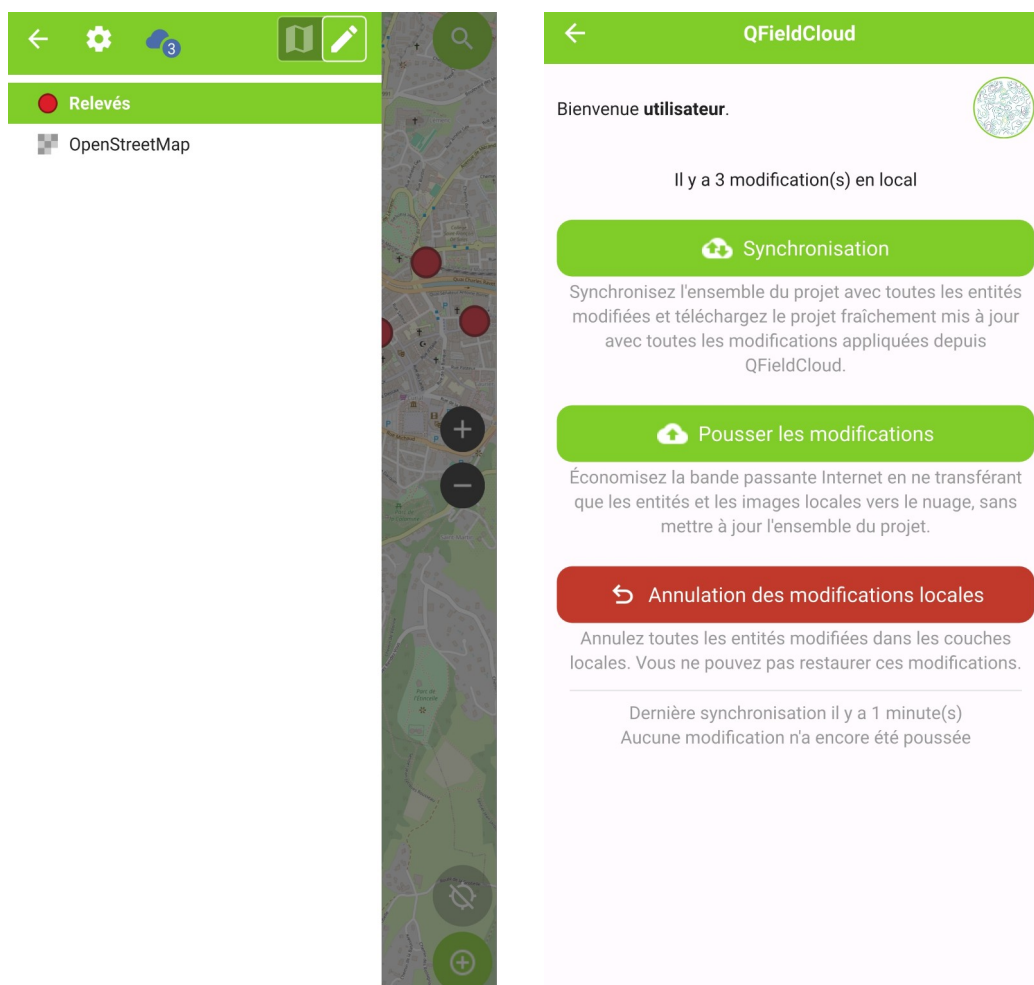 3
Relevés
OpenStreetMap
QFieldCloud
Bienvenue utilisateur.
Il y a 3 modification(s) en local
Synchronisation
Synchronisez l'ensemble du projet avec toutes les entités
modifiées et téléchargez le projet fraîchement mis à jour
avec toutes les modifications appliquées depuis
QFieldCloud.
Pousser les modifications
Économisez la bande passante Internet en ne transférant
que les entités et les images locales vers le nuage, sans
mettre à jour l'ensemble du projet.
Annulation des modifications locales
Annulez toutes les entités modifiées dans les couches
locales. Vous ne pouvez pas restaurer ces modifications.
Dernière synchronisation il y a 1 minute(s)
Aucune modification n'a encore été poussée